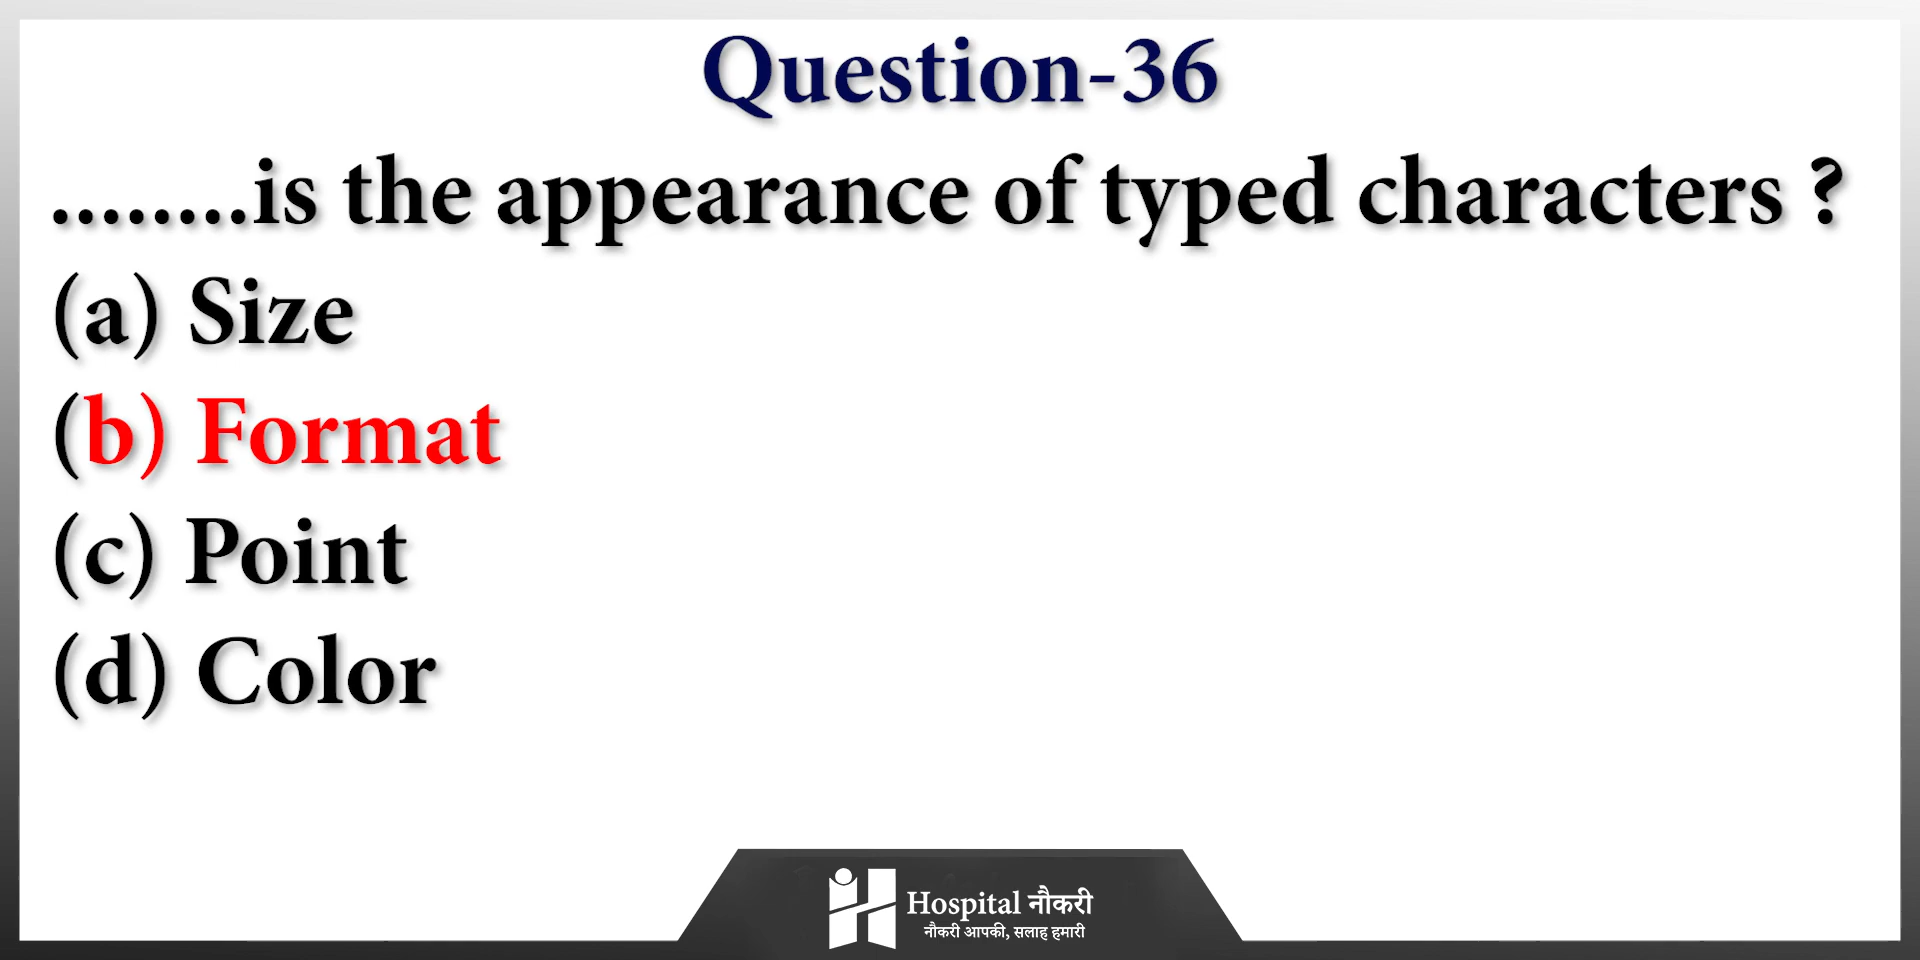 Question-36
........is the appearance of typed characters ?
(a) Size
(b) Format
(c) Point
(d) Color
Hospital नौकरी
नौकरी आपकी, सलाह हमारी